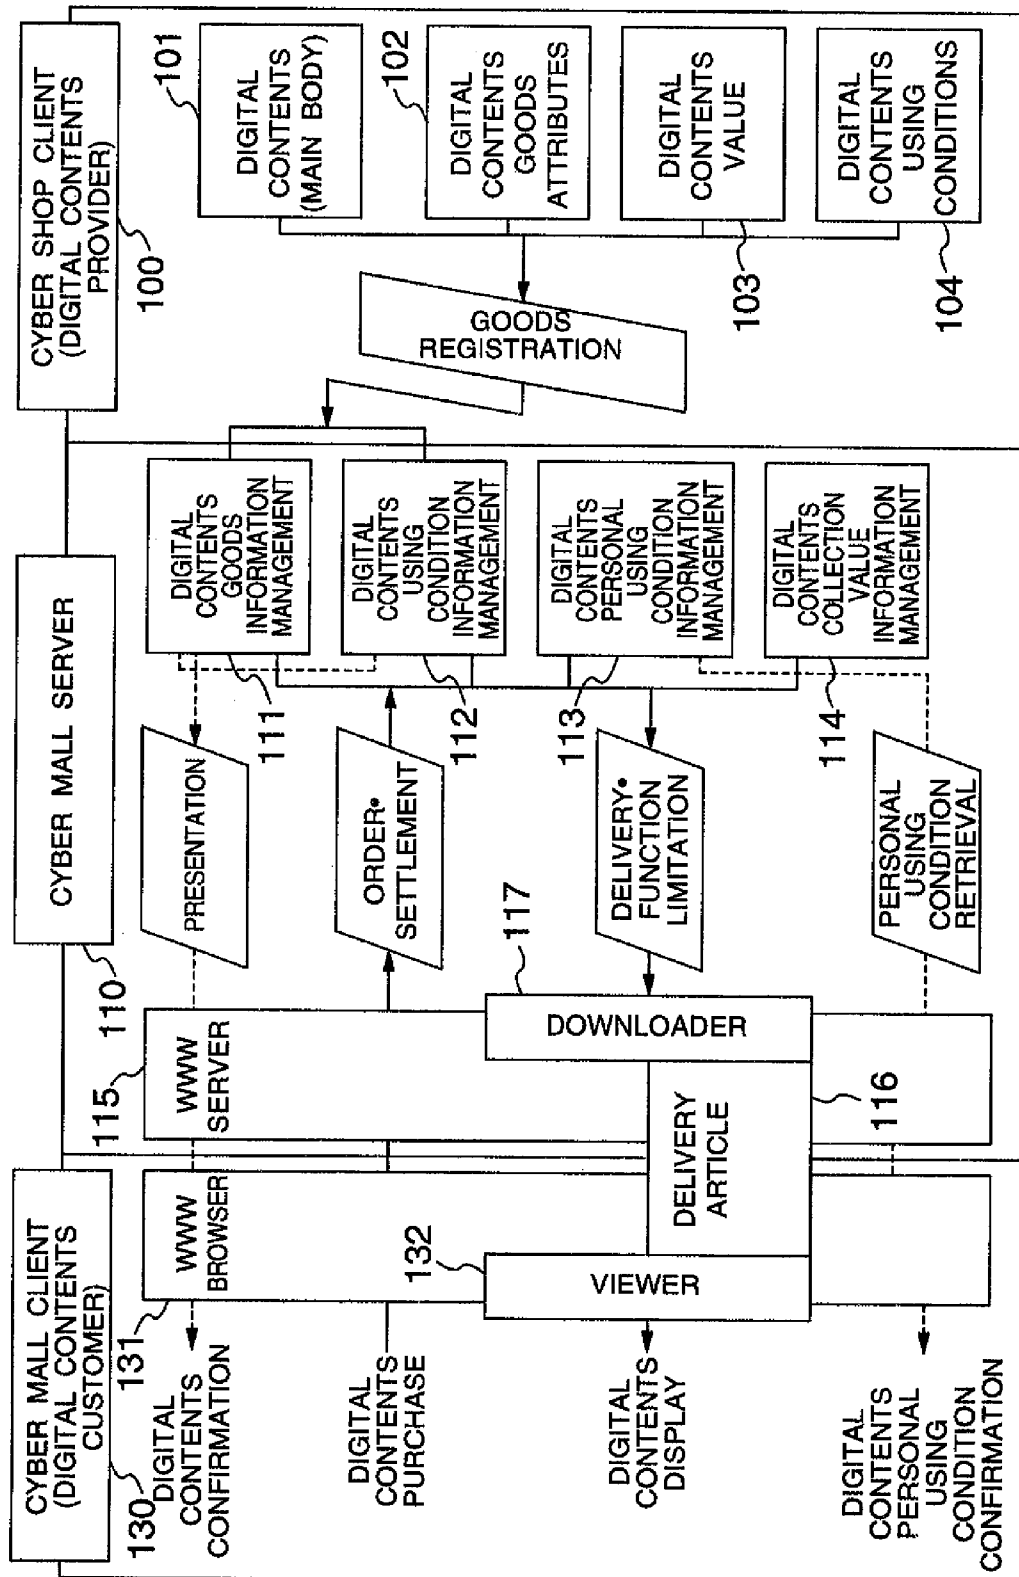 CYBER MALL CLIENT
(DIGITAL CONTENTS
CUSTOMER)
130
CYBER MALL SERVER
110
CYBER SHOP CLIENT
(DIGITAL CONTENTS
PROVIDER)
100
131
WWW
BROWSER
115
WWW
SERVER
DIGITAL
CONTENTS
CONFIRMATION
PRESENTATION
DIGITAL
CONTENTS
GOODS
INFORMATION
MANAGEMENT
111
DIGITAL
CONTENTS
(MAIN BODY)
101
DIGITAL
CONTENTS
PURCHASE
ORDER•
SETTLEMENT
DIGITAL
CONTENTS
USING
CONDITION
INFORMATION
MANAGEMENT
112
GOODS
REGISTRATION
DIGITAL
CONTENTS
GOODS
ATTRIBUTES
102
132
VIEWER
DELIVERY
ARTICLE
116
DOWNLOADER
117
DIGITAL
CONTENTS
DISPLAY
DELIVERY•
FUNCTION
LIMITATION
DIGITAL
CONTENTS
PERSONAL
USING
CONDITION
INFORMATION
MANAGEMENT
113
DIGITAL
CONTENTS
VALUE
103
DIGITAL
CONTENTS
PERSONAL
USING
CONDITION
CONFIRMATION
PERSONAL
USING
CONDITION
RETRIEVAL
DIGITAL
CONTENTS
COLLECTION
VALUE
INFORMATION
MANAGEMENT
114
DIGITAL
CONTENTS
USING
CONDITIONS
104